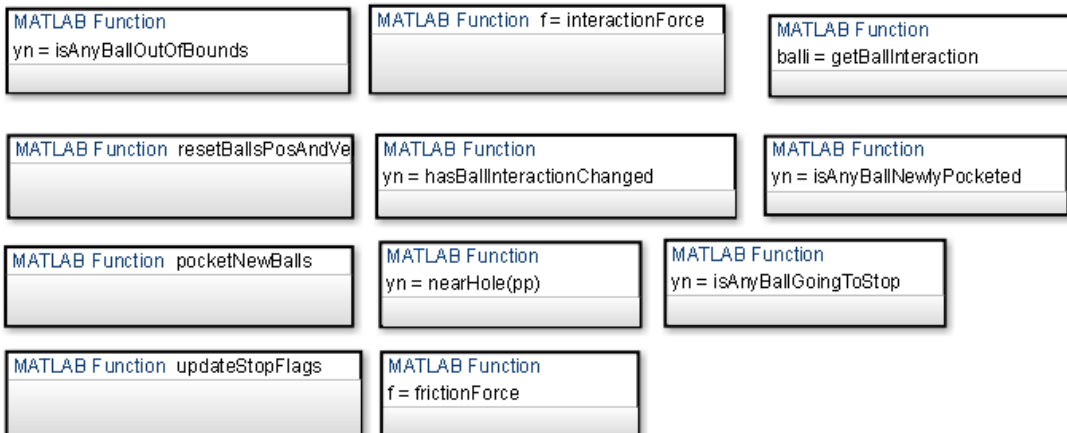 MATLAB Function
yn = isAnyBallOutOfBounds
MATLAB Function f = interactionForce
MATLAB Function
balli = getBallInteraction
MATLAB Function resetBallsPosAndVe
MATLAB Function
yn = hasBallInteractionChanged
MATLAB Function
yn = isAnyBallNewlyPocketed
MATLAB Function pocketNewBalls
MATLAB Function
yn = nearHole(pp)
MATLAB Function
yn = isAnyBallGoingToStop
MATLAB Function updateStopFlags
MATLAB Function
f = frictionForce